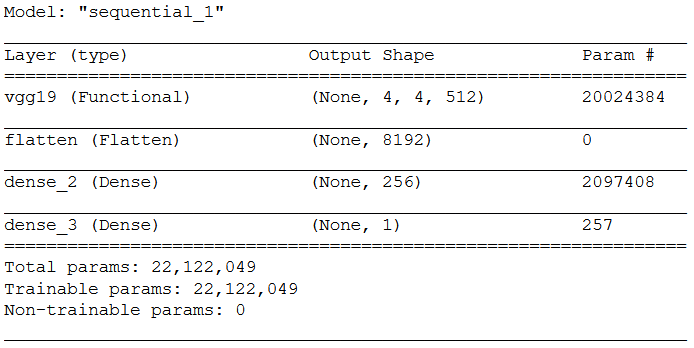 Model: "sequential_1"
Layer (type) Output Shape Param #
vgg19 (Functional) (None, 4, 4, 512) 20024384
flatten (Flatten) (None, 8192) 0
dense_2 (Dense) (None, 256) 2097408
dense_3 (Dense) (None, 1) 257
Total params: 22,122,049
Trainable params: 22,122,049
Non-trainable params: 0